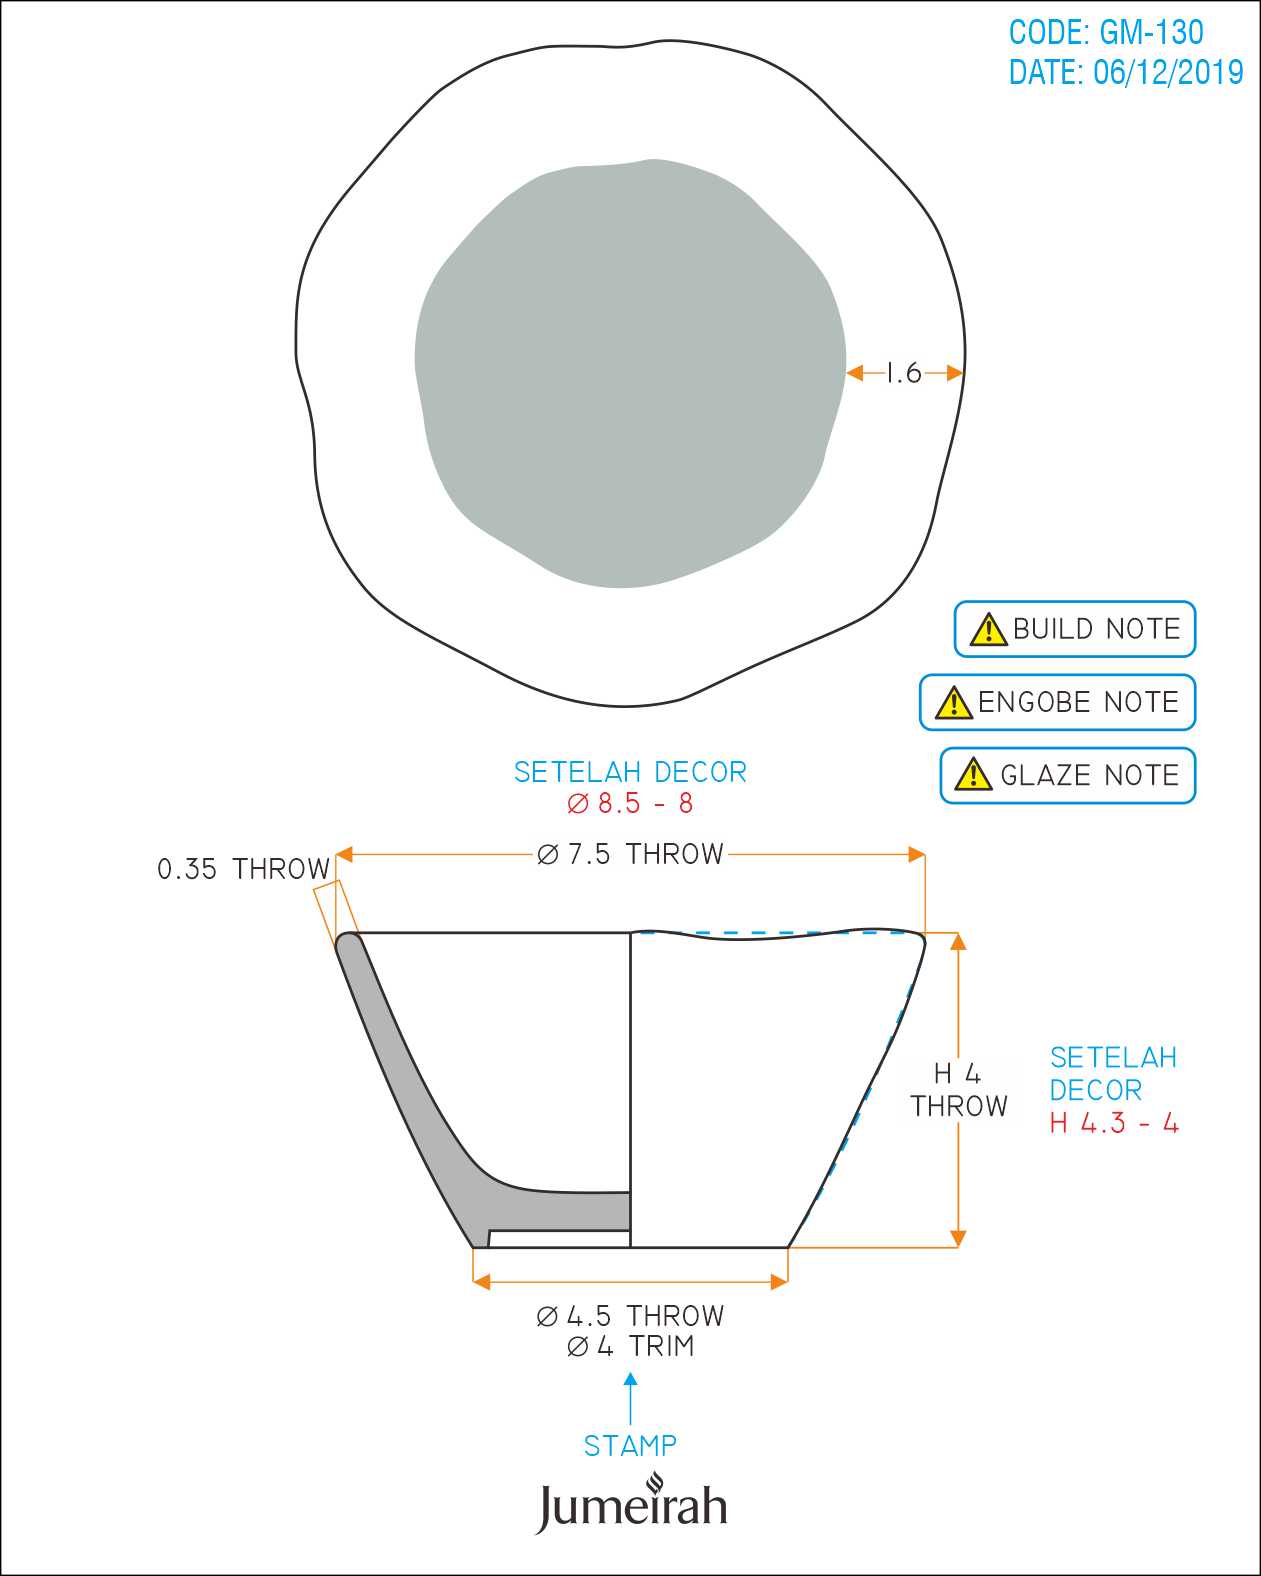 CODE: GM-130
DATE: 06/12/2019
1.6
BUILD NOTE
ENGOBE NOTE
GLAZE NOTE
SETELAH DECOR
Ø 8.5 - 8
Ø 7.5 THROW
0.35 THROW
H 4
THROW
SETELAH
DECOR
H 4.3 - 4
Ø 4.5 THROW
Ø 4 TRIM
STAMP
Jumeirah